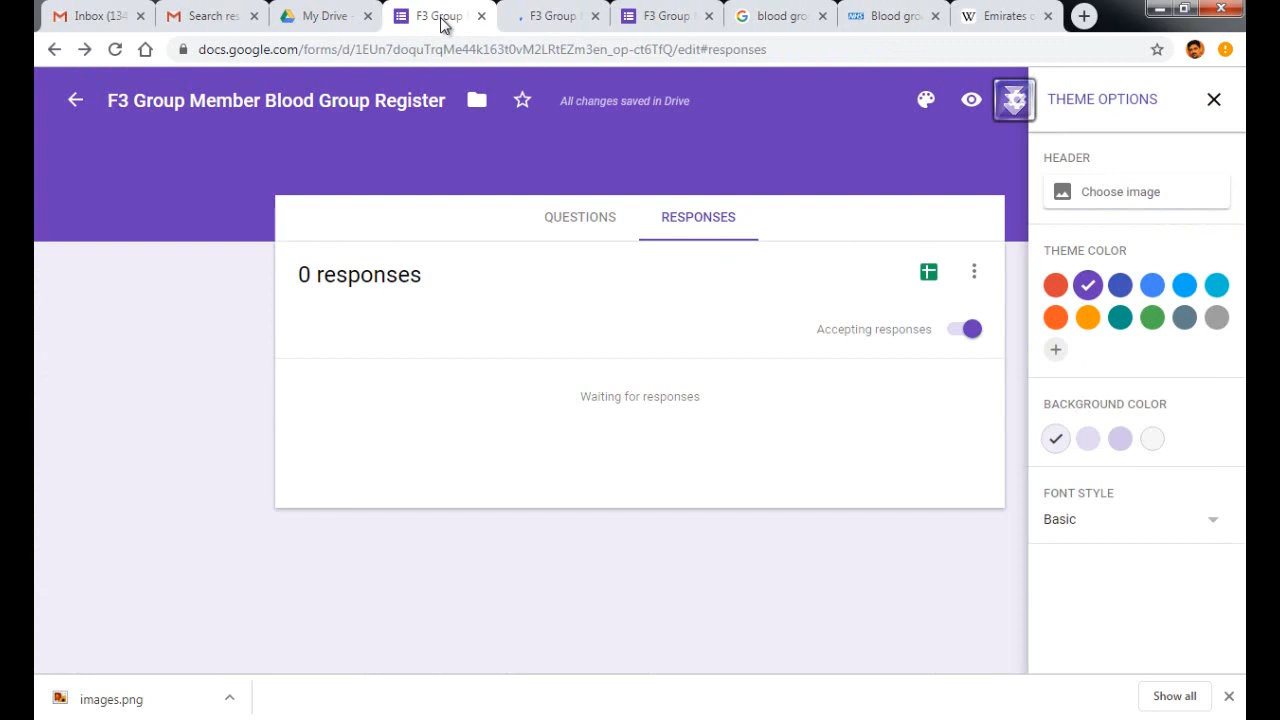 Inbox (134 Search res My Drive - F3 Group F3 Group F3 Group blood gro Blood gro Emirates c
docs.google.com/forms/d/1EUn7doquTrqMe44k163t0vM2LRtEZm3en_op-ct6TfQ/edit#responses
F3 Group Member Blood Group Register All changes saved in Drive THEME OPTIONS
HEADER
Choose image
QUESTIONS RESPONSES
THEME COLOR
0 responses
Accepting responses
Waiting for responses
BACKGROUND COLOR
FONT STYLE
Basic
images.png Show all